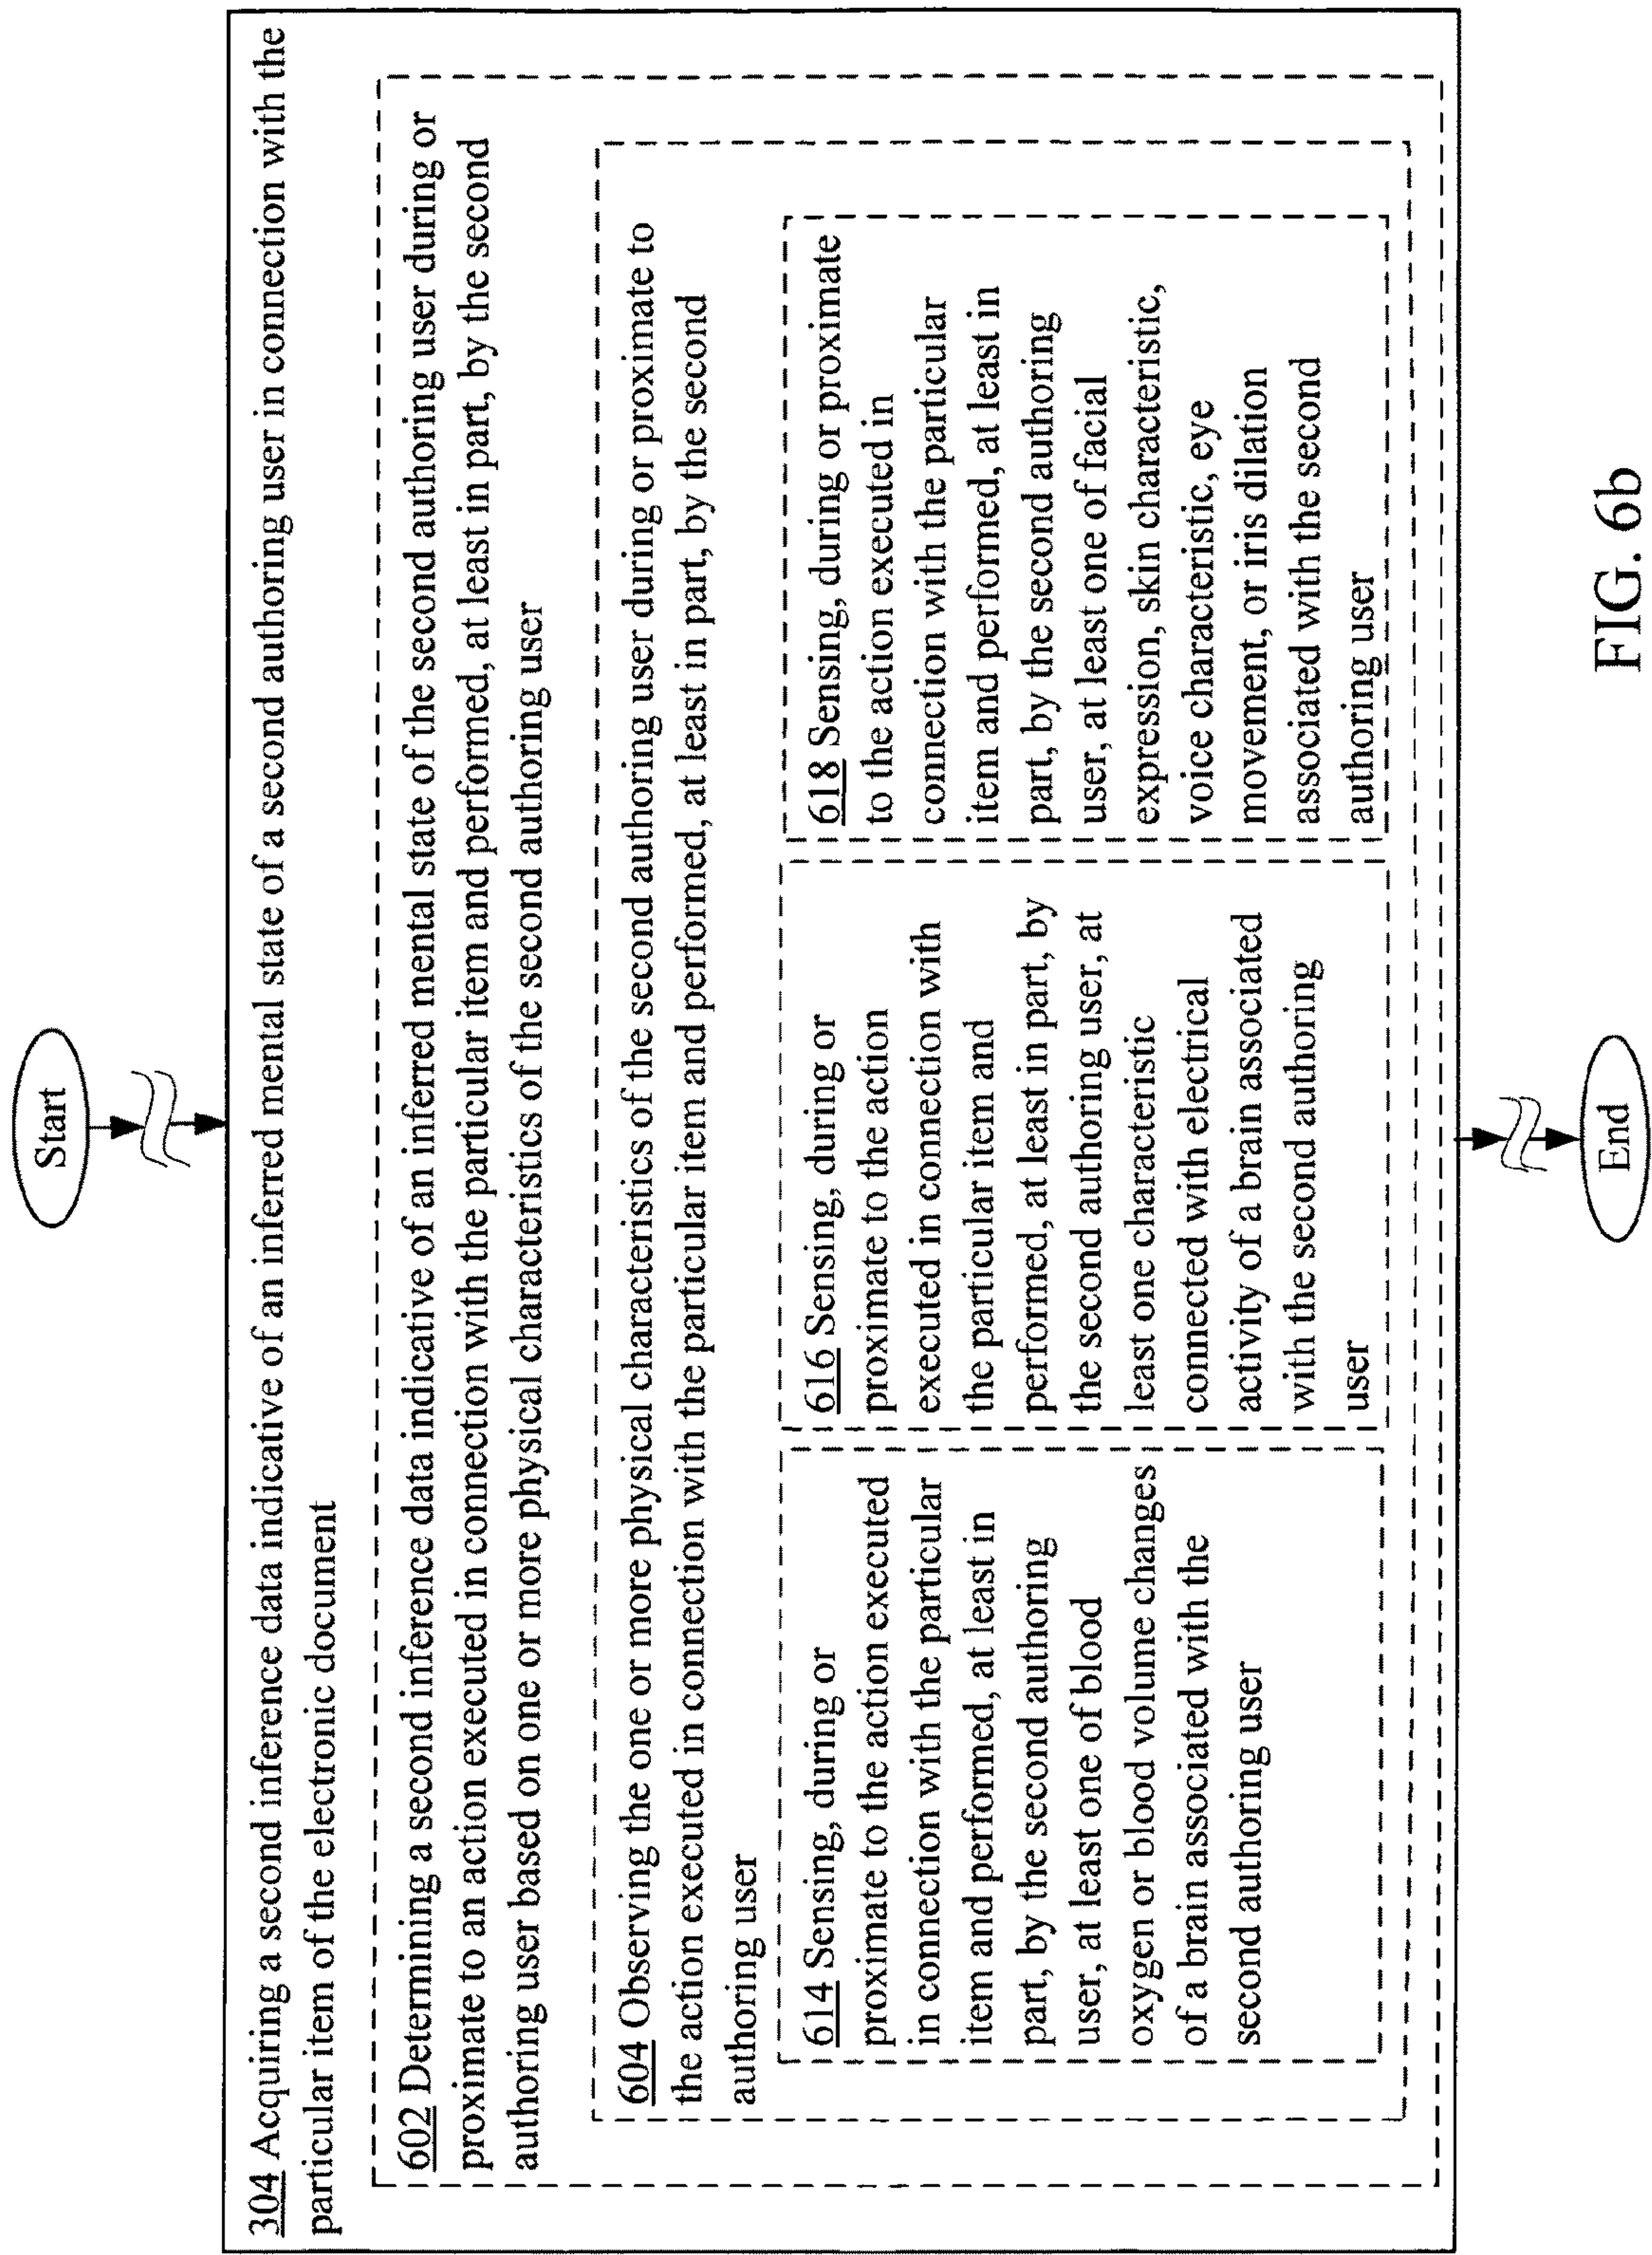 Start
304 Acquiring a second inference data indicative of an inferred mental state of a second authoring user in connection with the
particular item of the electronic document
602 Determining a second inference data indicative of an inferred mental state of the second authoring user during or
proximate to an action executed in connection with the particular item and performed, at least in part, by the second
authoring user based on one or more physical characteristics of the second authoring user
604 Observing the one or more physical characteristics of the second authoring user during or proximate to
the action executed in connection with the particular item and performed, at least in part, by the second
authoring user
614 Sensing, during or
proximate to the action executed
in connection with the particular
item and performed, at least in
part, by the second authoring
user, at least one of blood
oxygen or blood volume changes
of a brain associated with the
second authoring user
616 Sensing, during or
proximate to the action
executed in connection with
the particular item and
performed, at least in part, by
the second authoring user, at
least one characteristic
connected with electrical
activity of a brain associated
with the second authoring
user
618 Sensing, during or proximate
to the action executed in
connection with the particular
item and performed, at least in
part, by the second authoring
user, at least one of facial
expression, skin characteristic,
voice characteristic, eye
movement, or iris dilation
associated with the second
authoring user
End
FIG. 6b